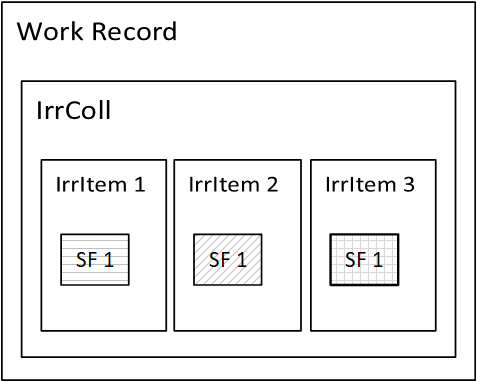 Work Record
IrrColl
IrrItem 1
IrrItem 2
IrrItem 3
SF 1
SF 1
SF 1